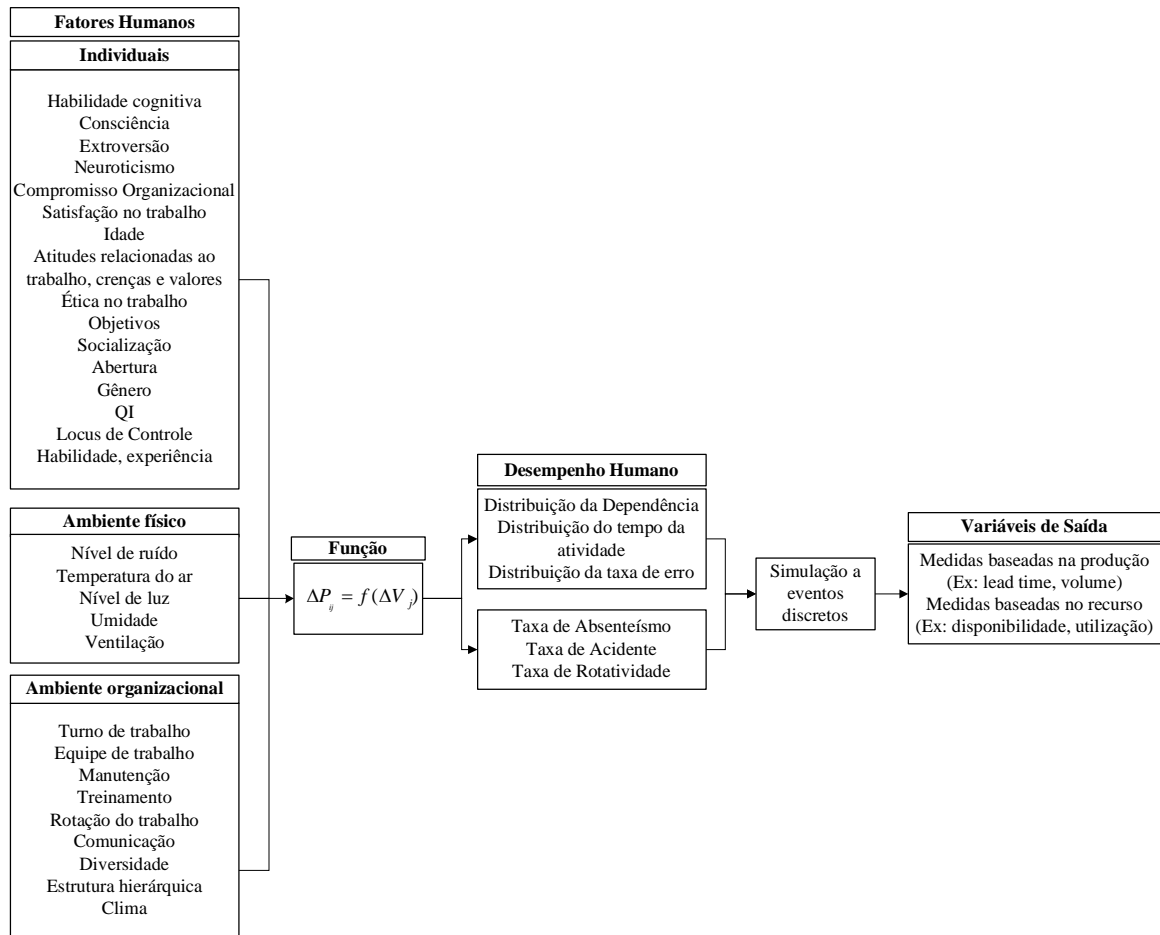 Fatores Humanos
Individuais
Habilidade cognitiva
Consciência
Extroversão
Neuroticismo
Compromisso Organizacional
Satisfação no trabalho
Idade
Atitudes relacionadas ao
trabalho, crenças e valores
Ética no trabalho
Objetivos
Socialização
Abertura
Gênero
QI
Locus de Controle
Habilidade, experiência
Ambiente físico
Nível de ruído
Temperatura do ar
Nível de luz
Umidade
Ventilação
Ambiente organizacional
Turno de trabalho
Equipe de trabalho
Manutenção
Treinamento
Rotação do trabalho
Comunicação
Diversidade
Estrutura hierárquica
Clima
Função
ΔP_ij = f(ΔV_j)
Desempenho Humano
Distribuição da Dependência
Distribuição do tempo da
atividade
Distribuição da taxa de erro
Taxa de Absenteísmo
Taxa de Acidente
Taxa de Rotatividade
Simulação a
eventos
discretos
Variáveis de Saída
Medidas baseadas na produção
(Ex: lead time, volume)
Medidas baseadas no recurso
(Ex: disponibilidade, utilização)